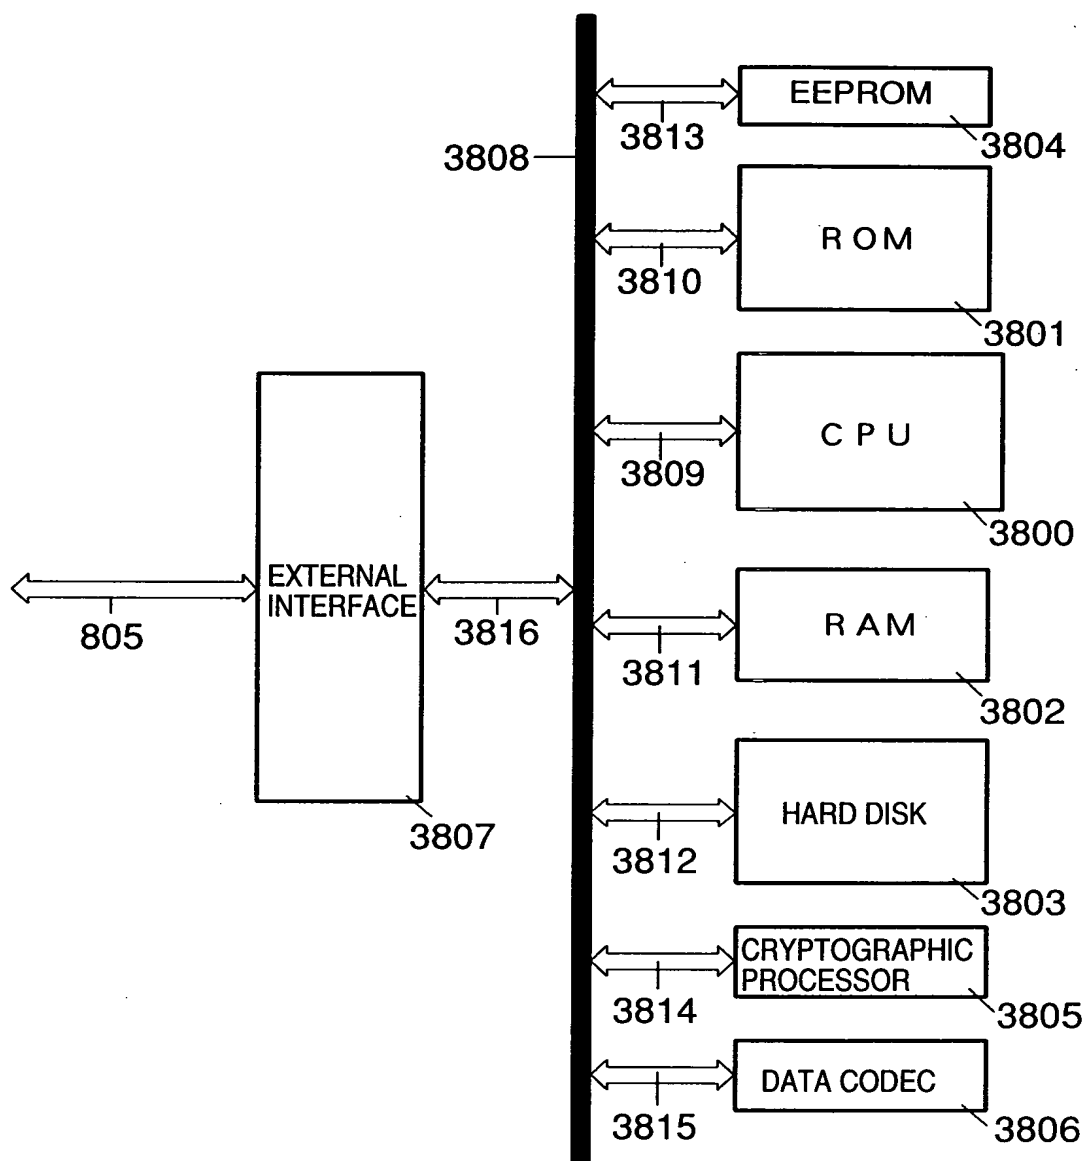 EEPROM
3813
3804
3808
ROM
3810
3801
CPU
3809
3800
EXTERNAL
INTERFACE
805
3816
3807
RAM
3811
3802
HARD DISK
3812
3803
CRYPTOGRAPHIC
PROCESSOR
3814
3805
DATA CODEC
3815
3806